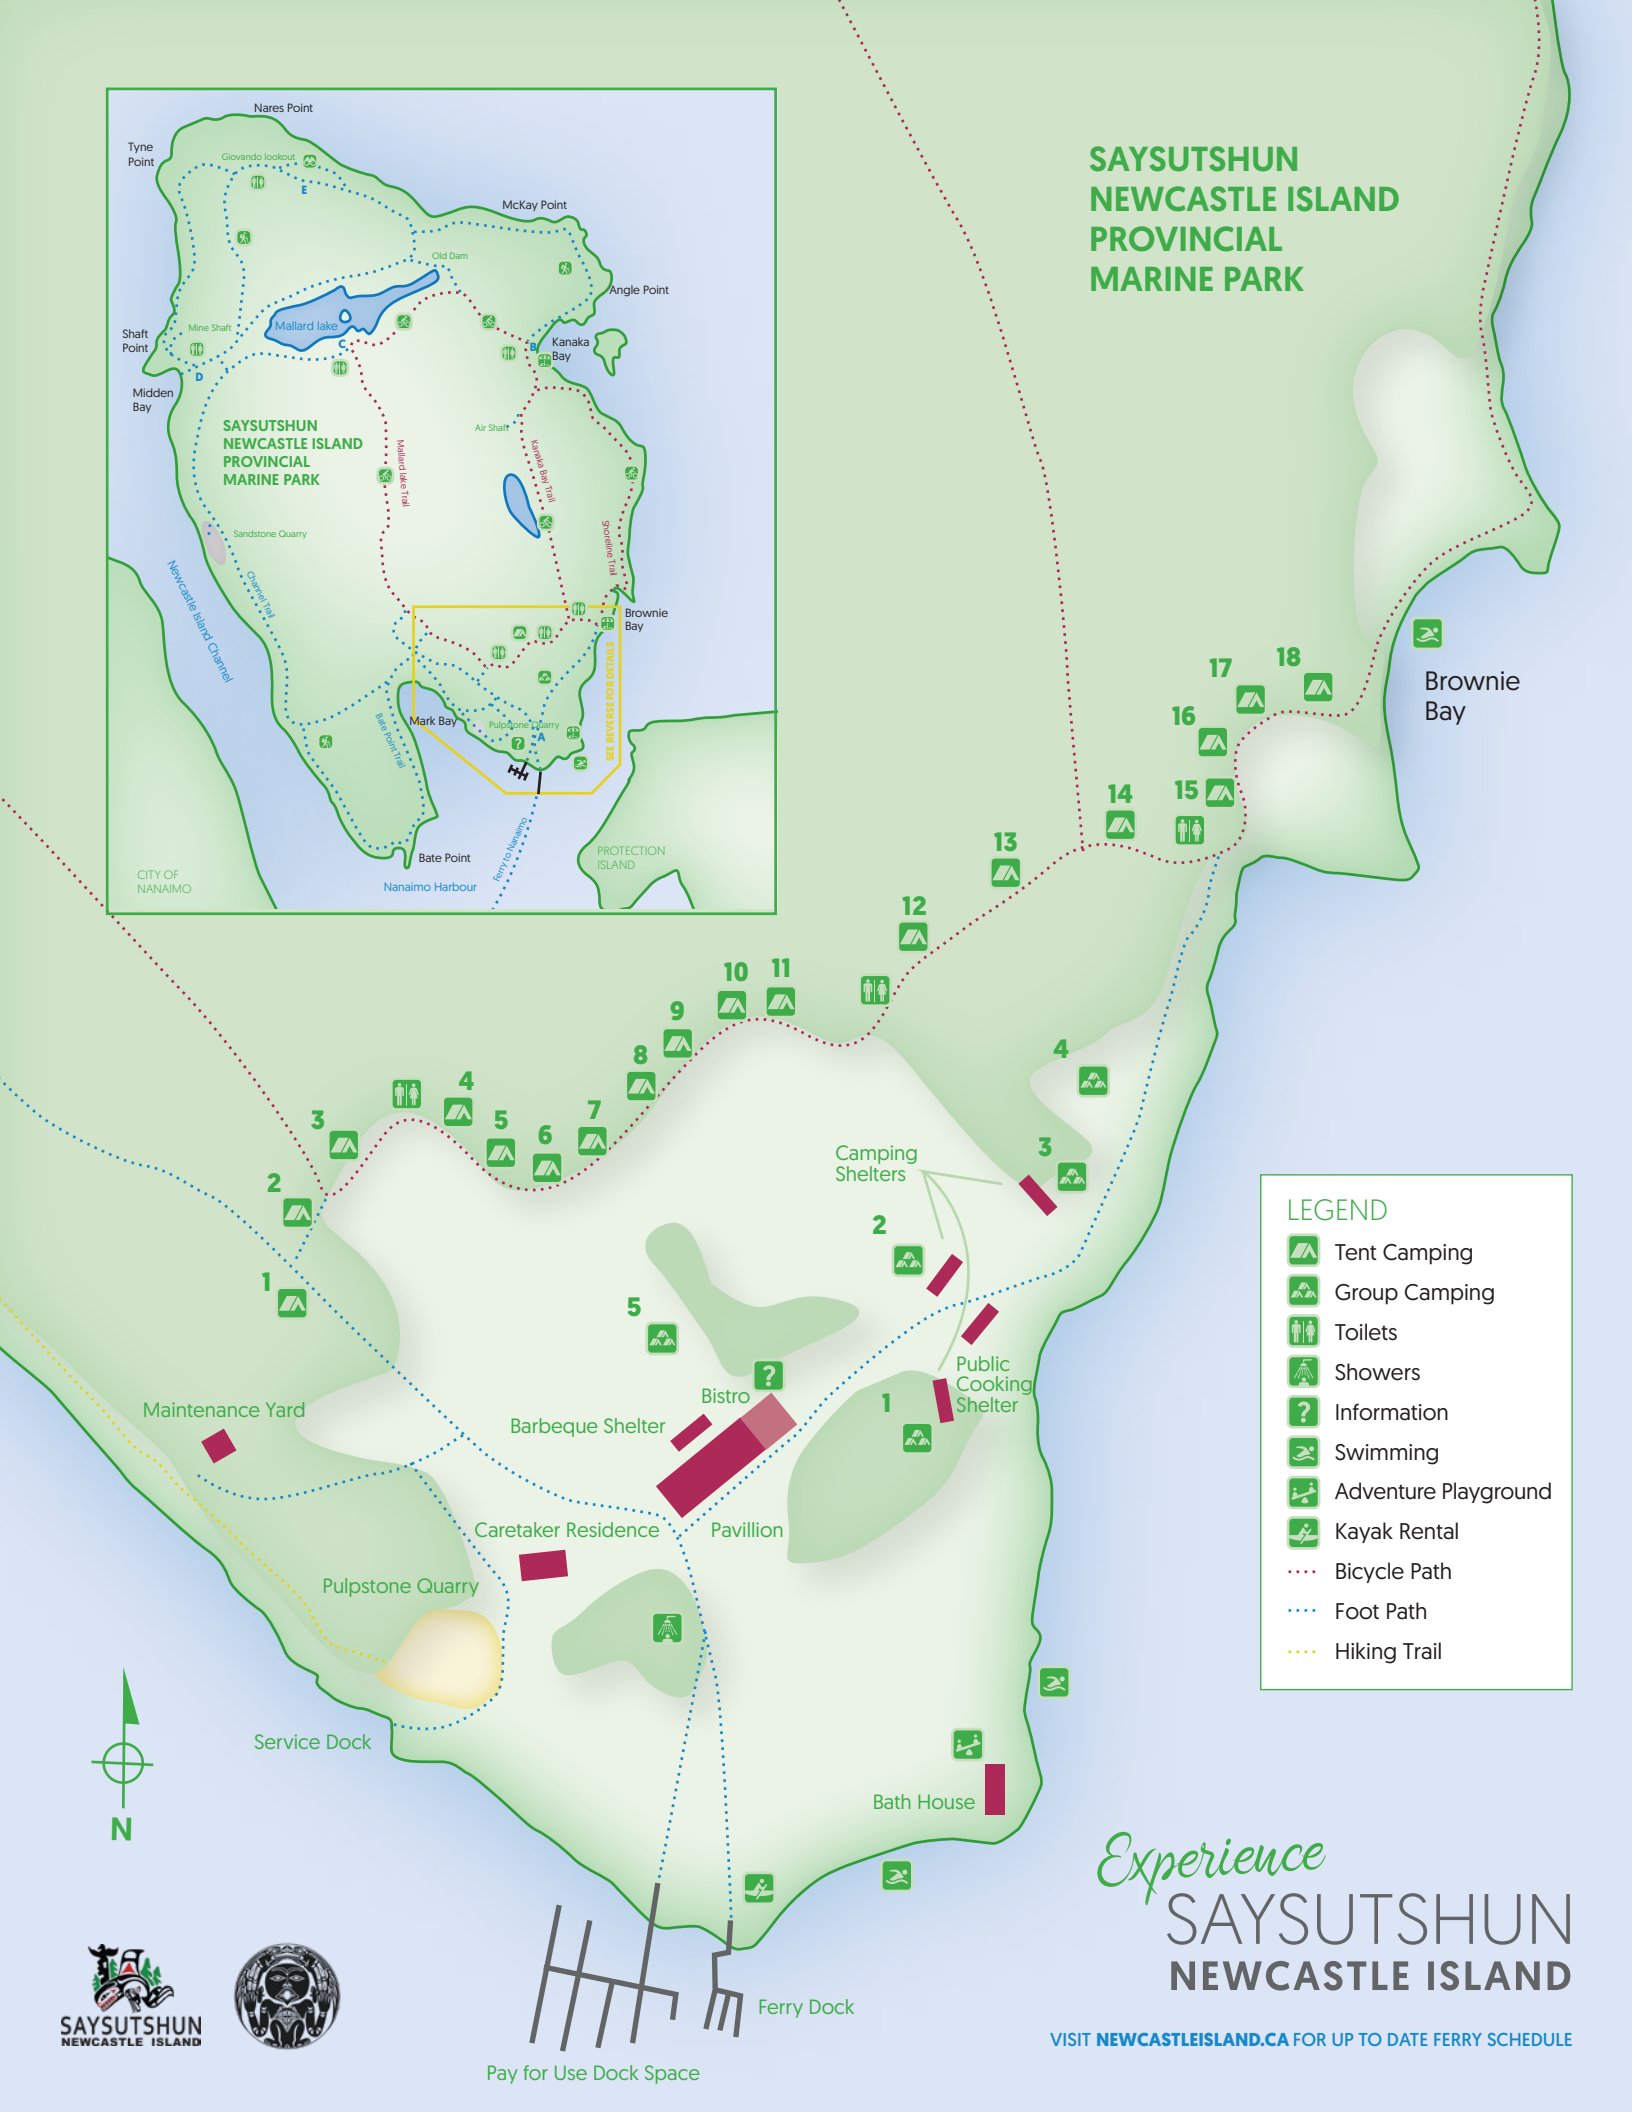 SAYSUTSHUN
NEWCASTLE ISLAND
PROVINCIAL
MARINE PARK
Nares Point
Tyne
Point
Giovando lookout
E
McKay Point
Old Dam
Angle Point
Mallard lake
Mine Shaft
Shaft
Point
C
B
Kanaka
Bay
D
Midden
Bay
SAYSUTSHUN
NEWCASTLE ISLAND
PROVINCIAL
MARINE PARK
Air Shaft
Mallard lake Trail
Kanaka Bay Trail
Shoreline Trail
Sandstone Quarry
Newcastle Island Channel
Channel Trail
Brownie
Bay
SEE REVERSE FOR DETAILS
Mark Bay
Pulpstone Quarry
?
A
Bate Point Trail
Ferry to Nanaimo
Bate Point
Nanaimo Harbour
PROTECTION
ISLAND
CITY OF
NANAIMO
Brownie
Bay
18
17
16
15
14
13
12
11
10
9
8
7
6
5
4
3
2
1
4
3
Camping
Shelters
2
5
Public
Cooking
Shelter
1
?
Bistro
Barbeque Shelter
Maintenance Yard
Caretaker Residence
Pavillion
Pulpstone Quarry
Service Dock
Bath House
N
Ferry Dock
Pay for Use Dock Space
LEGEND
Tent Camping
Group Camping
Toilets
Showers
? Information
Swimming
Adventure Playground
Kayak Rental
Bicycle Path
Foot Path
Hiking Trail
SAYSUTSHUN
NEWCASTLE ISLAND
Experience
SAYSUTSHUN
NEWCASTLE ISLAND
VISIT NEWCASTLEISLAND.CA FOR UP TO DATE FERRY SCHEDULE